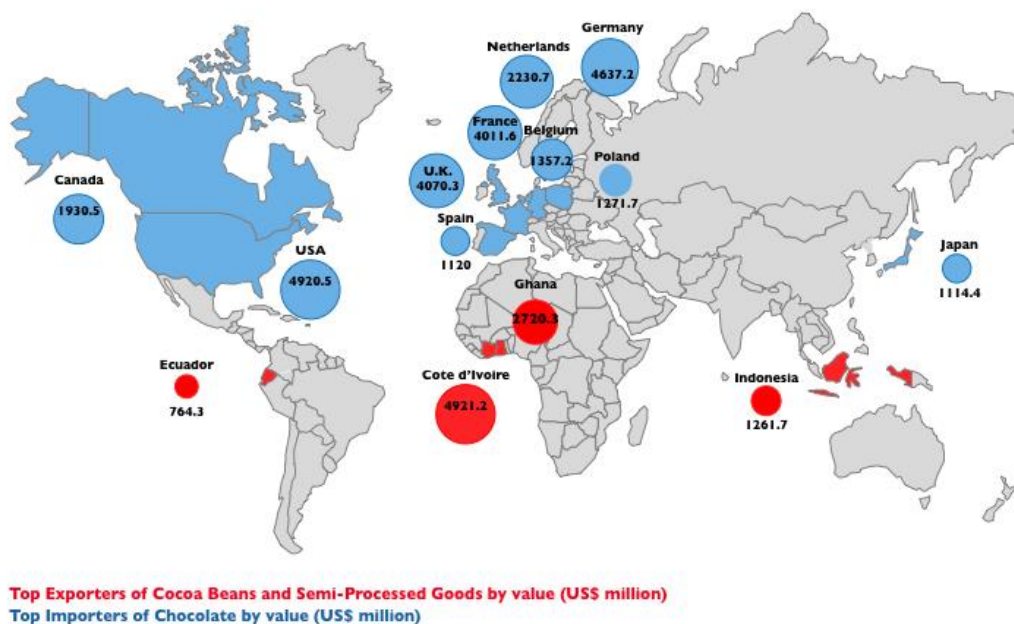 Germany
4637.2
Netherlands
2230.7
France
4011.6
Belgium
1357.2
U.K.
4070.3
Poland
1271.7
Canada
1930.5
Spain
1120
USA
4920.5
Japan
1114.4
Ghana
2720.3
Ecuador
764.3
Cote d'Ivoire
4921.2
Indonesia
1261.7
Top Exporters of Cocoa Beans and Semi-Processed Goods by value (US$ million)
Top Importers of Chocolate by value (US$ million)